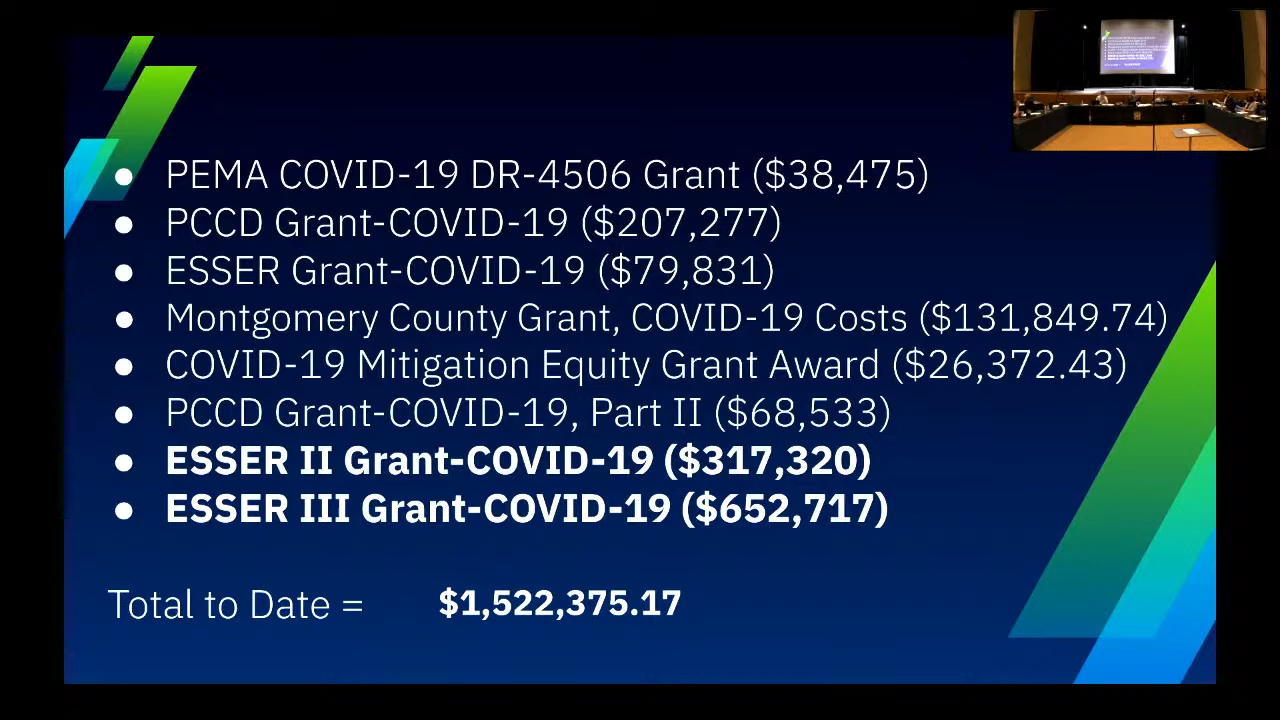 ● PEMA COVID-19 DR-4506 Grant ($38,475)
● PCCD Grant-COVID-19 ($207,277)
● ESSER Grant-COVID-19 ($79,831)
● Montgomery County Grant, COVID-19 Costs ($131,849.74)
● COVID-19 Mitigation Equity Grant Award ($26,372.43)
● PCCD Grant-COVID-19, Part II ($68,533)
● ESSER II Grant-COVID-19 ($317,320)
● ESSER III Grant-COVID-19 ($652,717)
Total to Date = $1,522,375.17